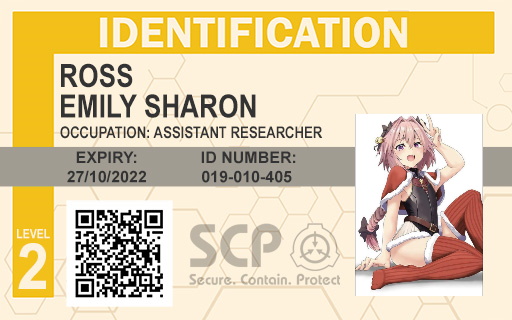 IDENTIFICATION
ROSS
EMILY SHARON
OCCUPATION: ASSISTANT RESEARCHER
EXPIRY: ID NUMBER:
27/10/2022 019-010-405
LEVEL
2
SCP
Secure. Contain. Protect